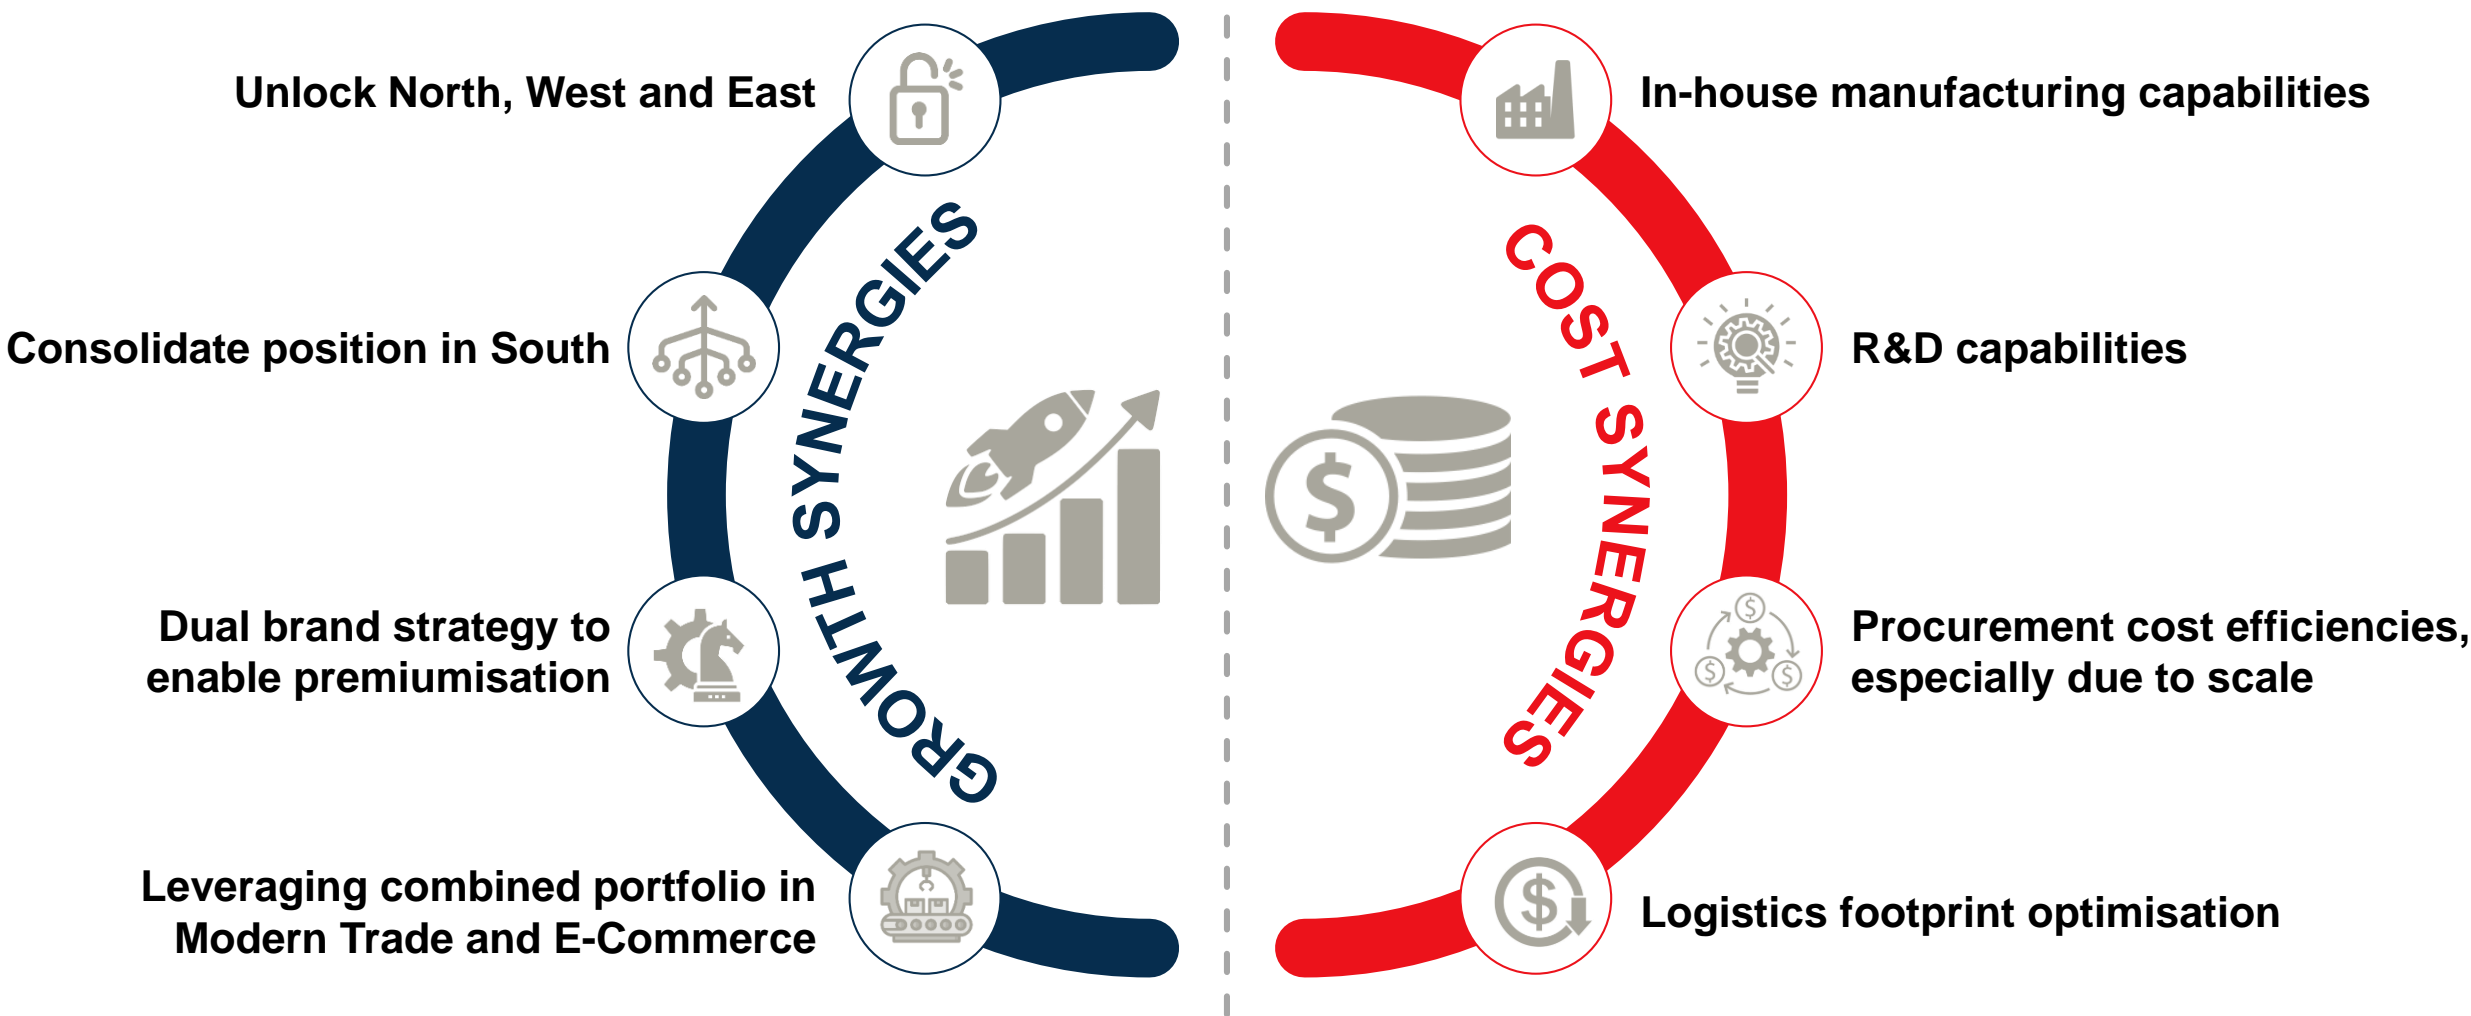 Unlock North, West and East
Consolidate position in South
Dual brand strategy to
enable premiumisation
Leveraging combined portfolio in
Modern Trade and E-Commerce
GROWTH SYNERGIES
$
COST SYNERGIES
In-house manufacturing capabilities
R&D capabilities
$
$
$
Procurement cost efficiencies,
especially due to scale
$
Logistics footprint optimisation